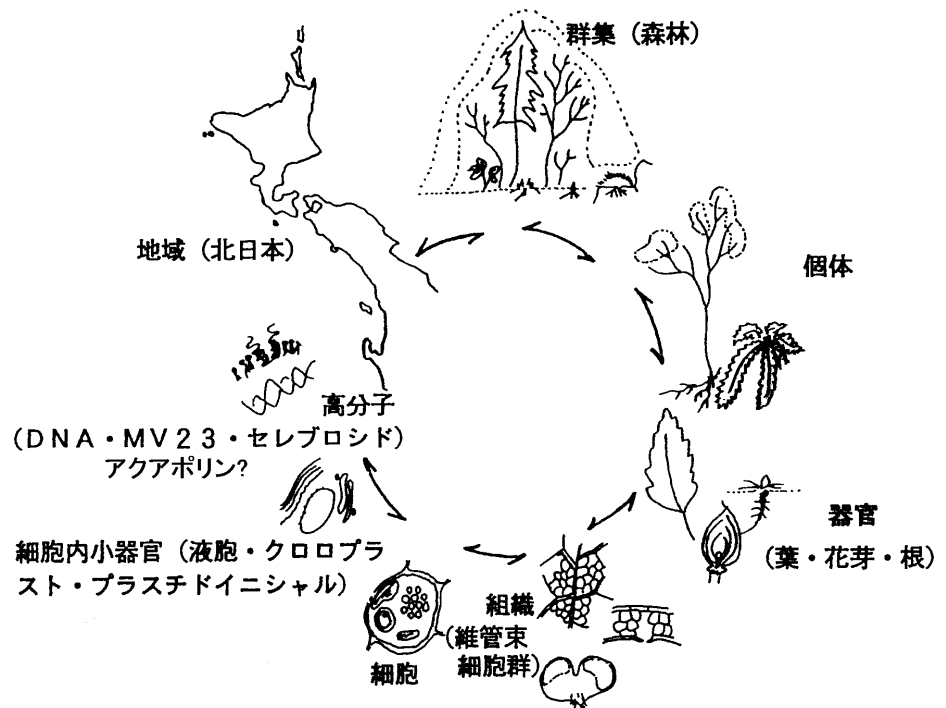 群集（森林）
地域（北日本）
個体
高分子
（ＤＮＡ・ＭＶ２３・セレブロシド）
アクアポリン?
器官
（葉・花芽・根）
細胞内小器官（液胞・クロロプラ
スト・プラスチドイニシャル）
組織
（維管束
細胞群）
細胞